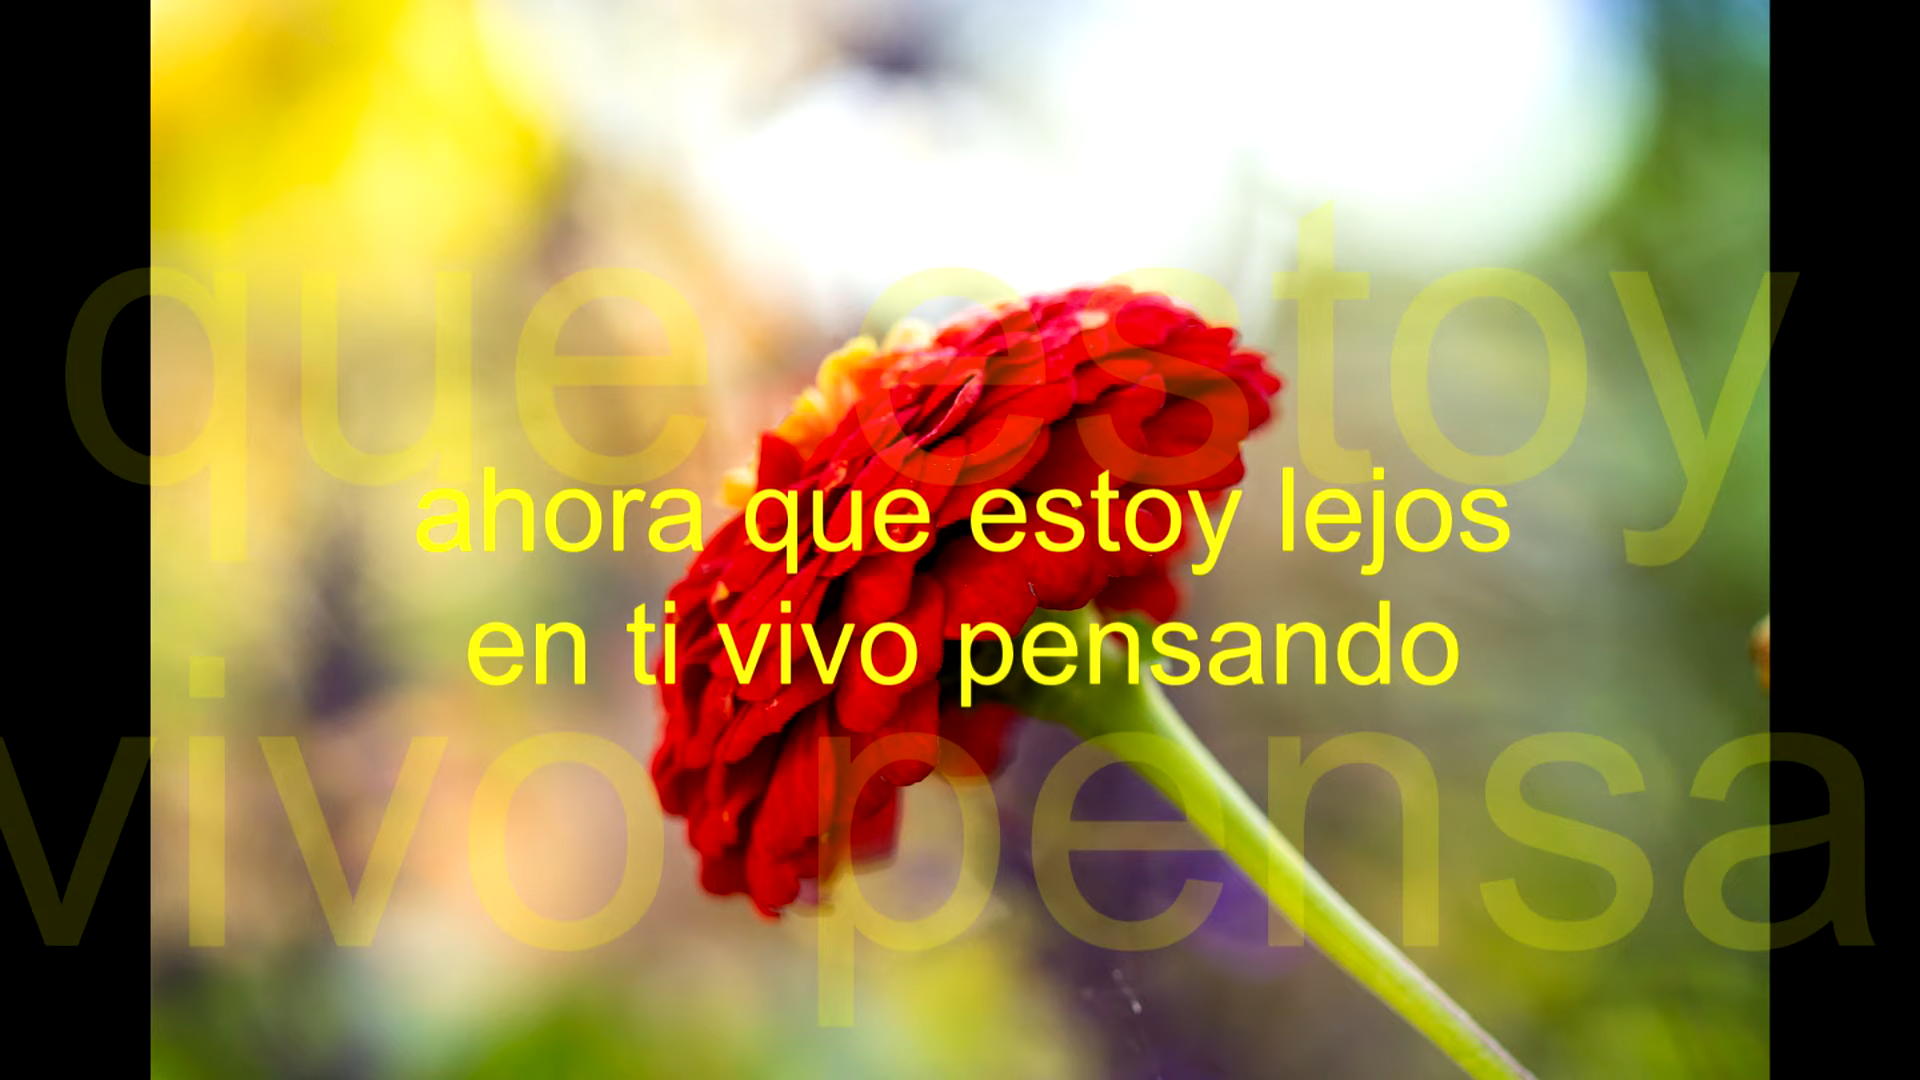 que estoy
ahora que estoy lejos
en ti vivo pensando
vivo pensa